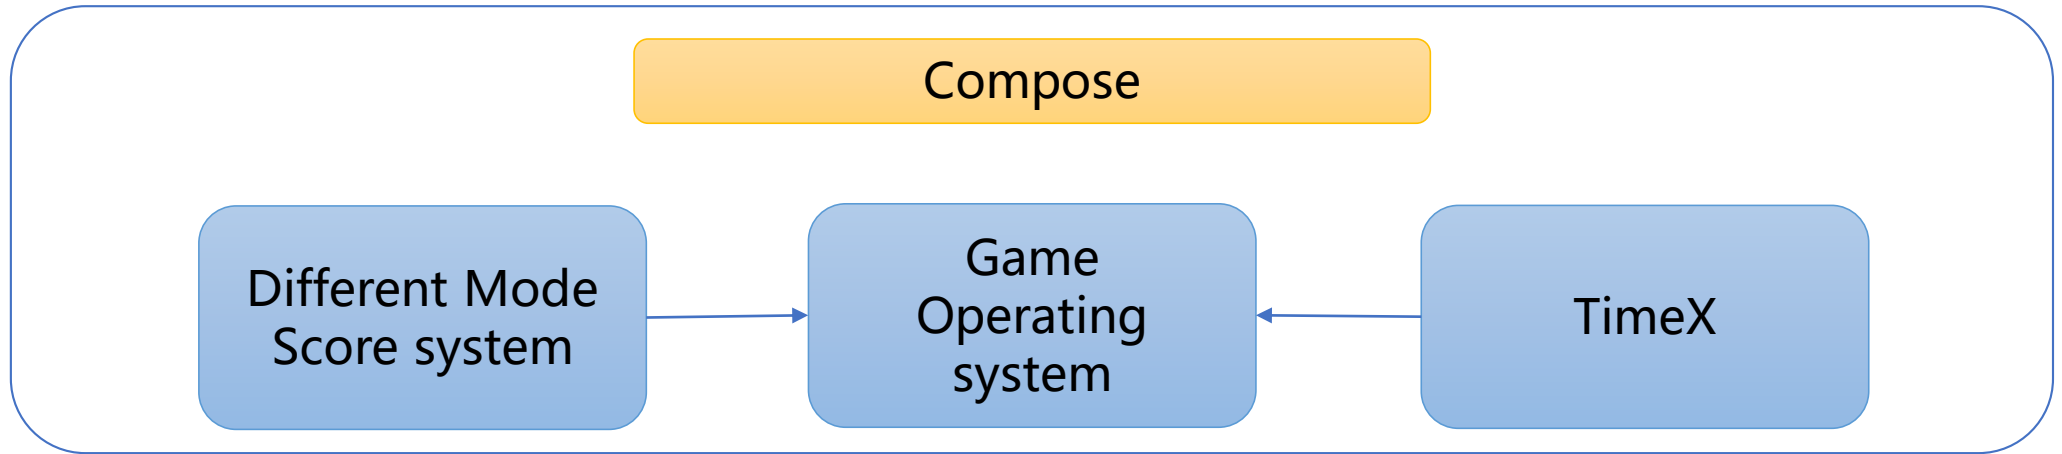 Compose
Different Mode
Score system
Game
Operating
system
TimeX